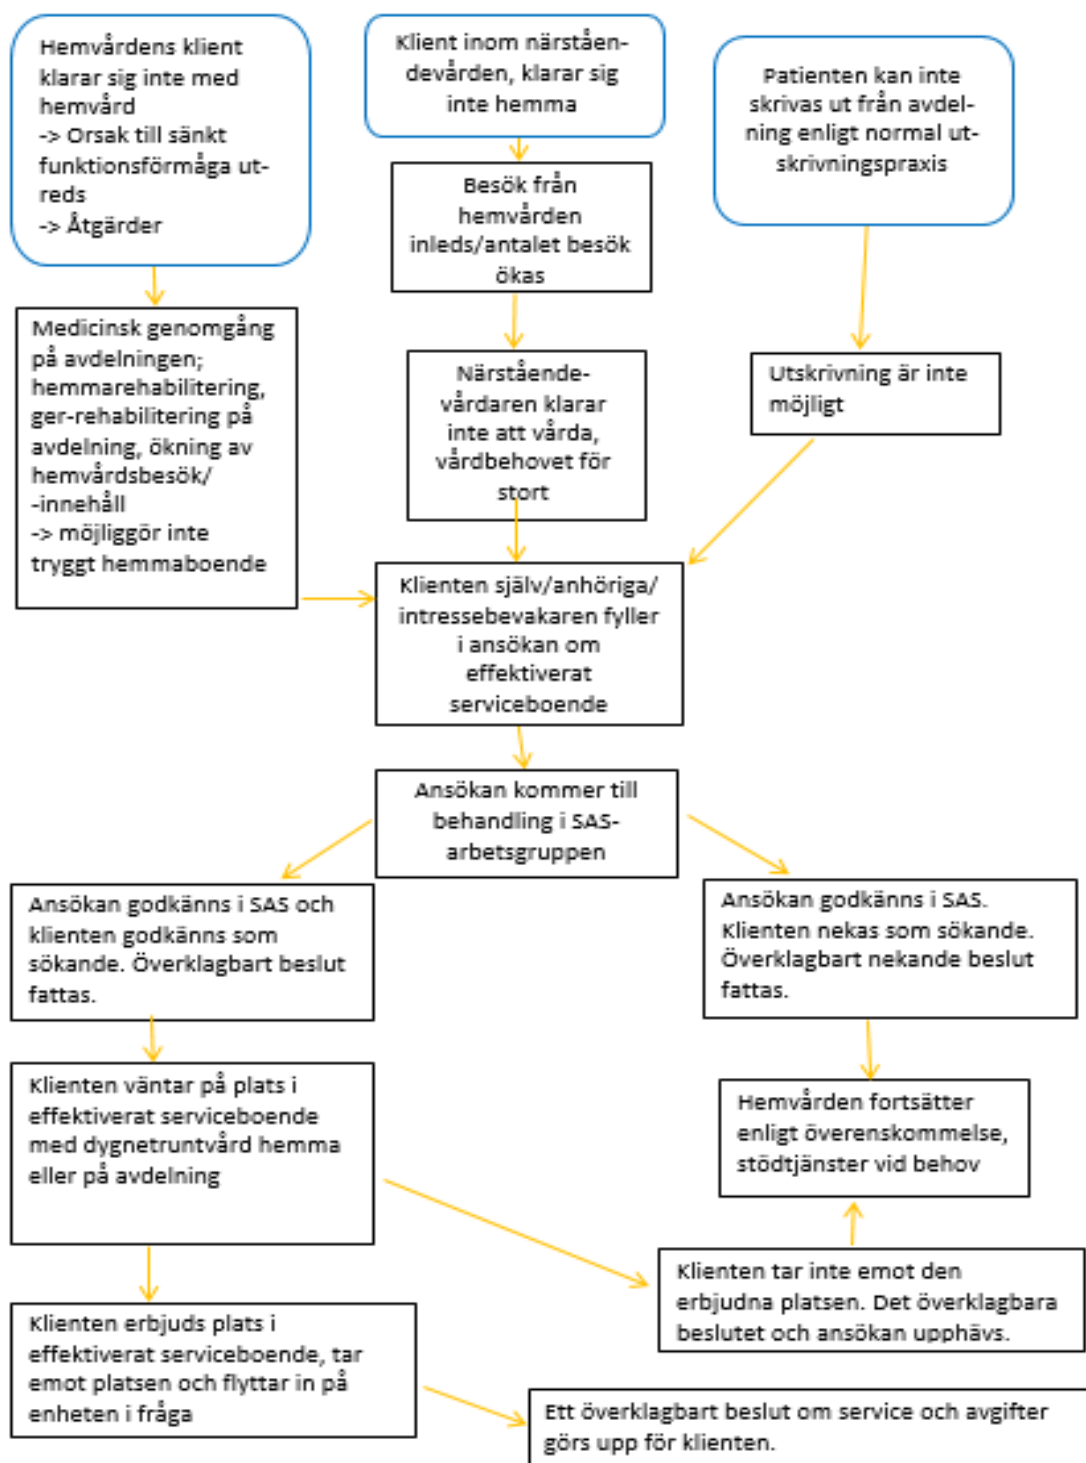 Hemvårdens klient
klarar sig inte med
hemvård
-> Orsak till sänkt
funktionsförmåga ut-
reds
-> Åtgärder
Klient inom närståen-
devården, klarar sig
inte hemma
Patienten kan inte
skrivas ut från avdel-
ning enligt normal ut-
skrivningspraxis
Besök från
hemvården
inleds/antalet besök
ökas
Medicinsk genomgång
på avdelningen;
hemmarehabilitering,
ger-rehabilitering på
avdelning, ökning av
hemvårdsbesök/
-innehåll
-> möjliggör inte
tryggt hemmaboende
Närstående-
vårdaren klarar
inte att vårda,
vårdbehovet för
stort
Utskrivning är inte
möjligt
Klienten själv/anhöriga/
intressebevakaren fyller
i ansökan om
effektiverat
serviceboende
Ansökan kommer till
behandling i SAS-
arbetsgruppen
Ansökan godkänns i SAS och
klienten godkänns som
sökande. Överklagbart beslut
fattas.
Ansökan godkänns i SAS.
Klienten nekas som sökande.
Överklagbart nekande beslut
fattas.
Klienten väntar på plats i
effektiverat serviceboende
med dygnetruntvård hemma
eller på avdelning
Hemvården fortsätter
enligt överenskommelse,
stödtjänster vid behov
Klienten tar inte emot den
erbjudna platsen. Det överklagbara
beslutet och ansökan upphävs.
Klienten erbjuds plats i
effektiverat serviceboende, tar
emot platsen och flyttar in på
enheten i fråga
Ett överklagbart beslut om service och avgifter
görs upp för klienten.